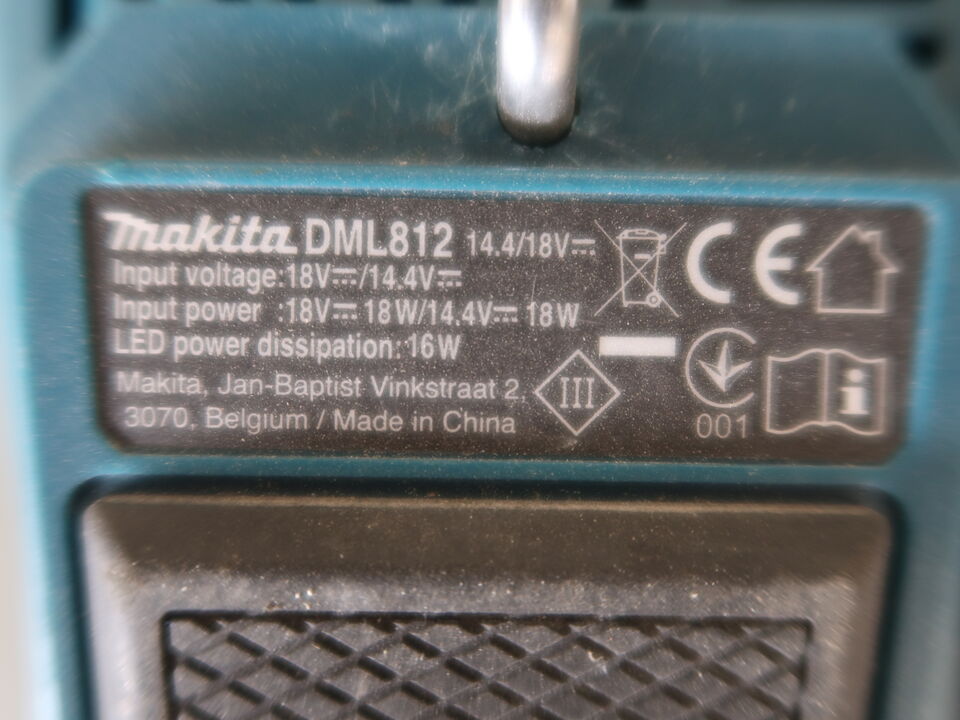 makita DML812 14.4/18V⎓
Input voltage:18V⎓/14.4V⎓
Input power :18V⎓ 18W/14.4V⎓ 18W
LED power dissipation:16W
Makita, Jan-Baptist Vinkstraat 2,
3070, Belgium / Made in China
CE
III
001
i